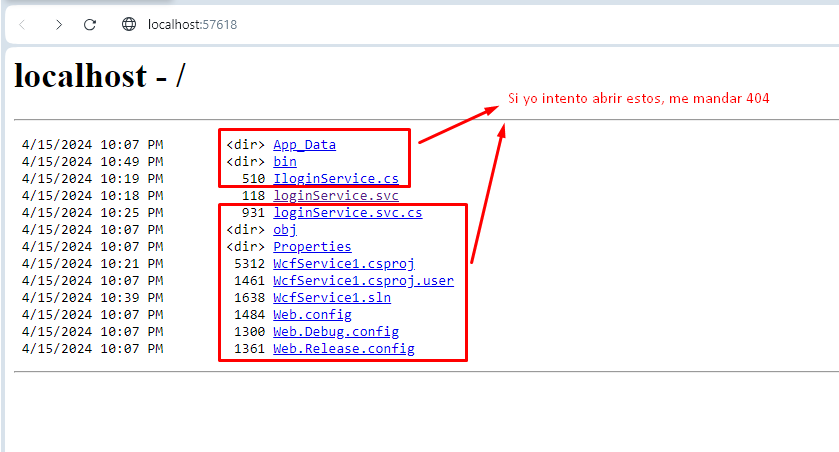 localhost:57618
localhost - /
Si yo intento abrir estos, me mandar 404
4/15/2024 10:07 PM <dir> App_Data
4/15/2024 10:49 PM <dir> bin
4/15/2024 10:19 PM 510 IloginService.cs
4/15/2024 10:18 PM 118 loginService.svc
4/15/2024 10:25 PM 931 loginService.svc.cs
4/15/2024 10:07 PM <dir> obj
4/15/2024 10:07 PM <dir> Properties
4/15/2024 10:21 PM 5312 WcfService1.csproj
4/15/2024 10:07 PM 1461 WcfService1.csproj.user
4/15/2024 10:39 PM 1638 WcfService1.sln
4/15/2024 10:07 PM 1484 Web.config
4/15/2024 10:07 PM 1300 Web.Debug.config
4/15/2024 10:07 PM 1361 Web.Release.config